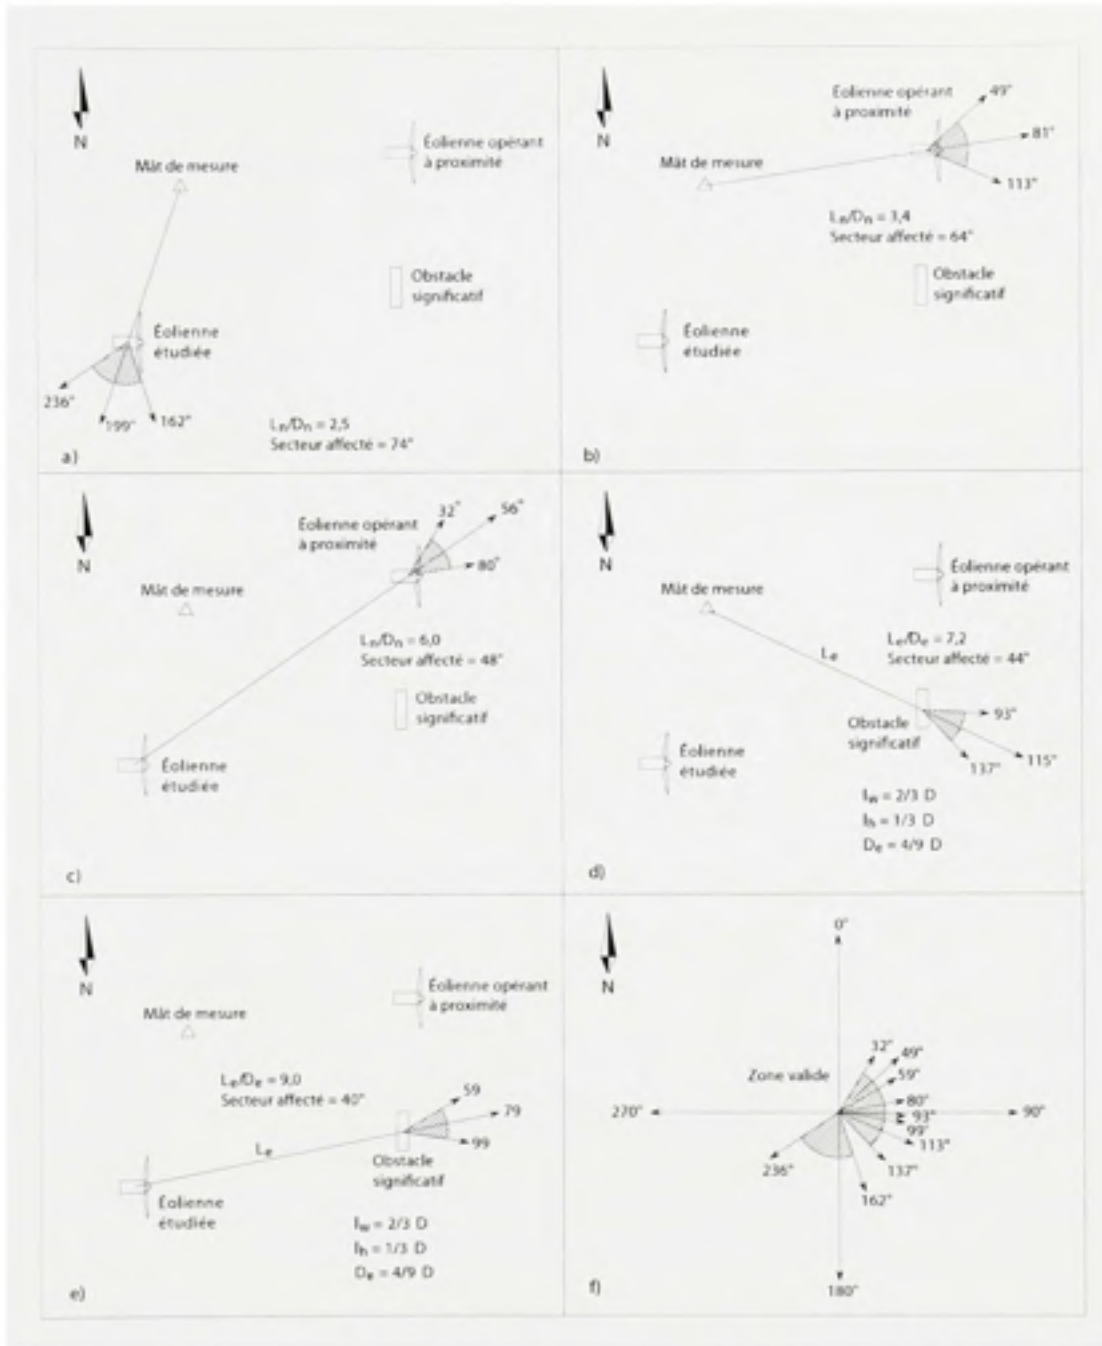 N
Éolienne opérant
à proximité
Mât de mesure
Obstacle
significatif
Éolienne
étudiée
236°
199°
162°
Ln/Dn = 2,5
Secteur affecté = 74°
a)
N
Éolienne opérant
à proximité
49°
81°
113°
Mât de mesure
Ln/Dn = 3,4
Secteur affecté = 64°
Obstacle
significatif
Éolienne
étudiée
b)
N
Éolienne opérant
à proximité
32°
56°
80°
Mât de mesure
Ln/Dn = 6,0
Secteur affecté = 48°
Obstacle
significatif
Éolienne
étudiée
c)
N
Éolienne opérant
à proximité
Mât de mesure
Le/De = 7,2
Secteur affecté = 44°
Le
93°
115°
137°
Obstacle
significatif
Éolienne
étudiée
lw = 2/3 D
lh = 1/3 D
De = 4/9 D
d)
N
Éolienne opérant
à proximité
Mât de mesure
Le/De = 9,0
Secteur affecté = 40°
59
79
99
Le
Obstacle
significatif
Éolienne
étudiée
lw = 2/3 D
lh = 1/3 D
De = 4/9 D
e)
N
0°
32°
49°
59°
Zone valide
80°
270°
93°
90°
99°
113°
236°
137°
162°
180°
f)